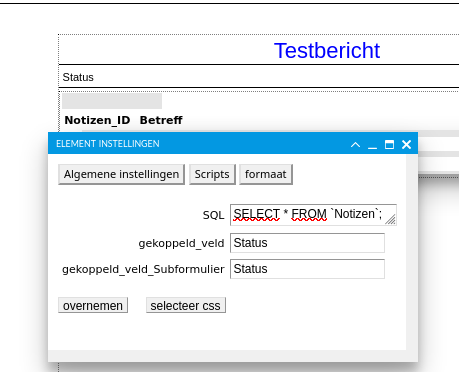 Testbericht
Status
Notizen_ID Betreff
ELEMENT INSTELLINGEN
Algemene instellingen Scripts formaat
SQL SELECT * FROM `Notizen`;
gekoppeld_veld Status
gekoppeld_veld_Subformulier Status
overnemen selecteer css